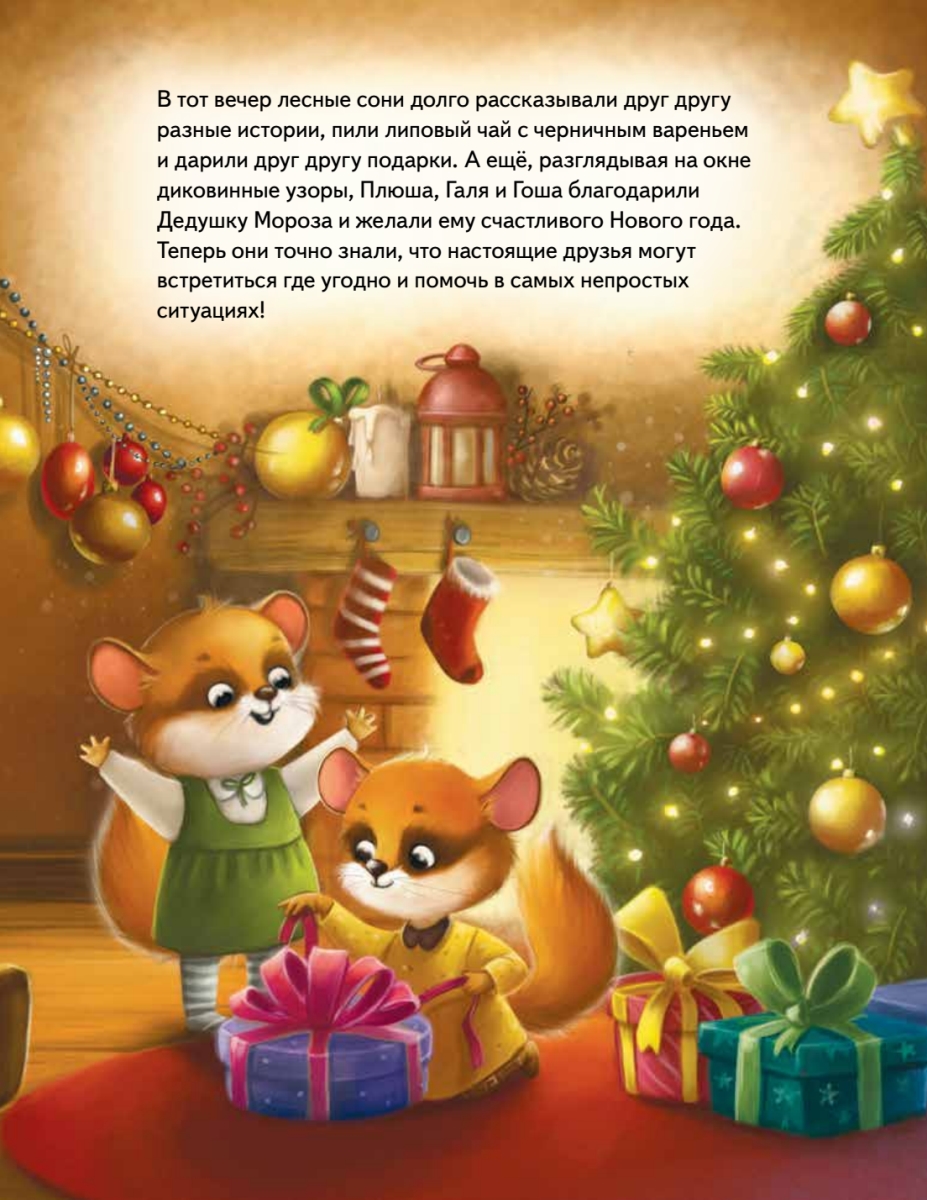 В тот вечер лесные сони долго рассказывали друг другу
разные истории, пили липовый чай с черничным вареньем
и дарили друг другу подарки. А ещё, разглядывая на окне
диковинные узоры, Плюша, Галя и Гоша благодарили
Дедушку Мороза и желали ему счастливого Нового года.
Теперь они точно знали, что настоящие друзья могут
встретиться где угодно и помочь в самых непростых
ситуациях!